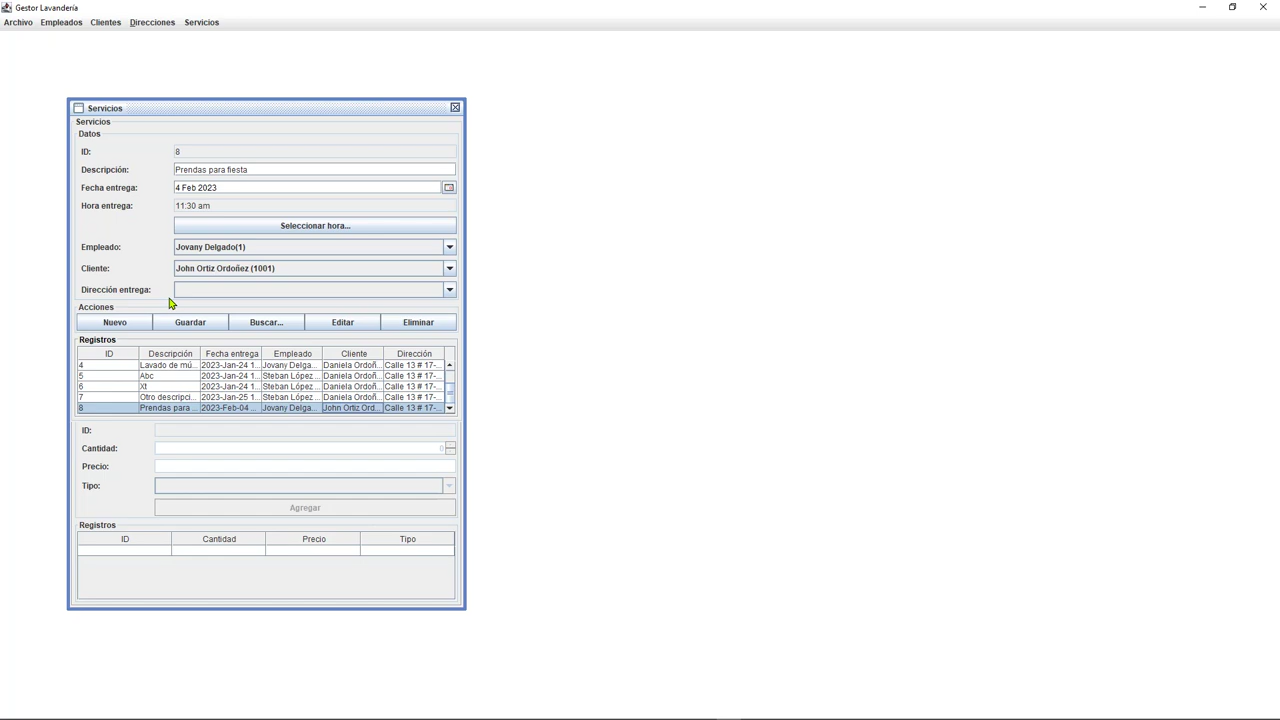 Gestor Lavandería
Archivo Empleados Clientes Direcciones Servicios
Servicios
Servicios
Datos
ID: 8
Descripción: Prendas para fiesta
Fecha entrega: 4 Feb 2023
Hora entrega: 11:30 am
Seleccionar hora...
Empleado: Jovany Delgado(1)
Cliente: John Ortiz Ordoñez (1001)
Dirección entrega:
Acciones
Nuevo Guardar Buscar... Editar Eliminar
Registros
ID Descripción Fecha entrega Empleado Cliente Dirección
4 Lavado de mú... 2023-Jan-24 1... Jovany Delga... Daniela Ordoñ... Calle 13 # 17-...
5 Abc 2023-Jan-24 1... Steban López ... Daniela Ordoñ... Calle 13 # 17-...
6 Xt 2023-Jan-24 1... Steban López ... Daniela Ordoñ... Calle 13 # 17-...
7 Otro descripci... 2023-Jan-25 1... Steban López ... Daniela Ordoñ... Calle 13 # 17-...
8 Prendas para ... 2023-Feb-04 ... Jovany Delga... John Ortiz Ord... Calle 13 # 17-...
ID:
Cantidad: 0
Precio:
Tipo:
Agregar
Registros
ID Cantidad Precio Tipo